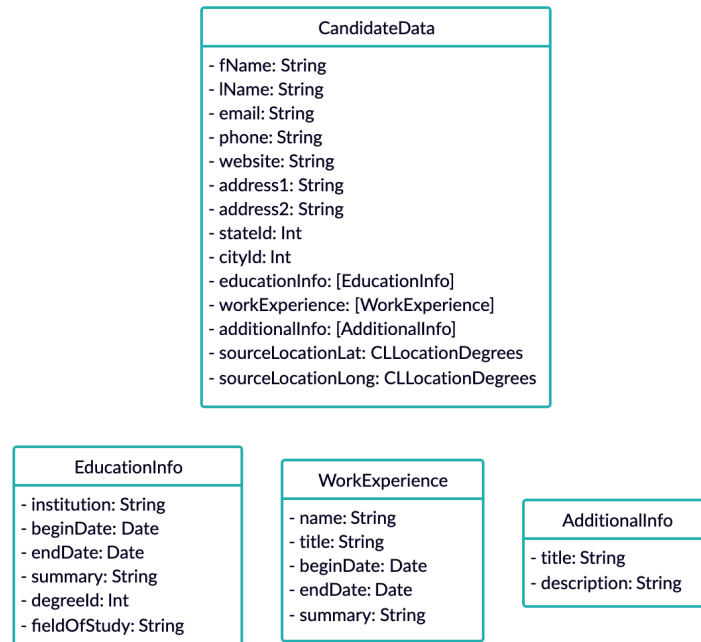 CandidateData
- fName: String
- lName: String
- email: String
- phone: String
- website: String
- address1: String
- address2: String
- stateId: Int
- cityId: Int
- educationInfo: [EducationInfo]
- workExperience: [WorkExperience]
- additionalInfo: [AdditionalInfo]
- sourceLocationLat: CLLocationDegrees
- sourceLocationLong: CLLocationDegrees
EducationInfo
- institution: String
- beginDate: Date
- endDate: Date
- summary: String
- degreeId: Int
- fieldOfStudy: String
WorkExperience
- name: String
- title: String
- beginDate: Date
- endDate: Date
- summary: String
AdditionalInfo
- title: String
- description: String